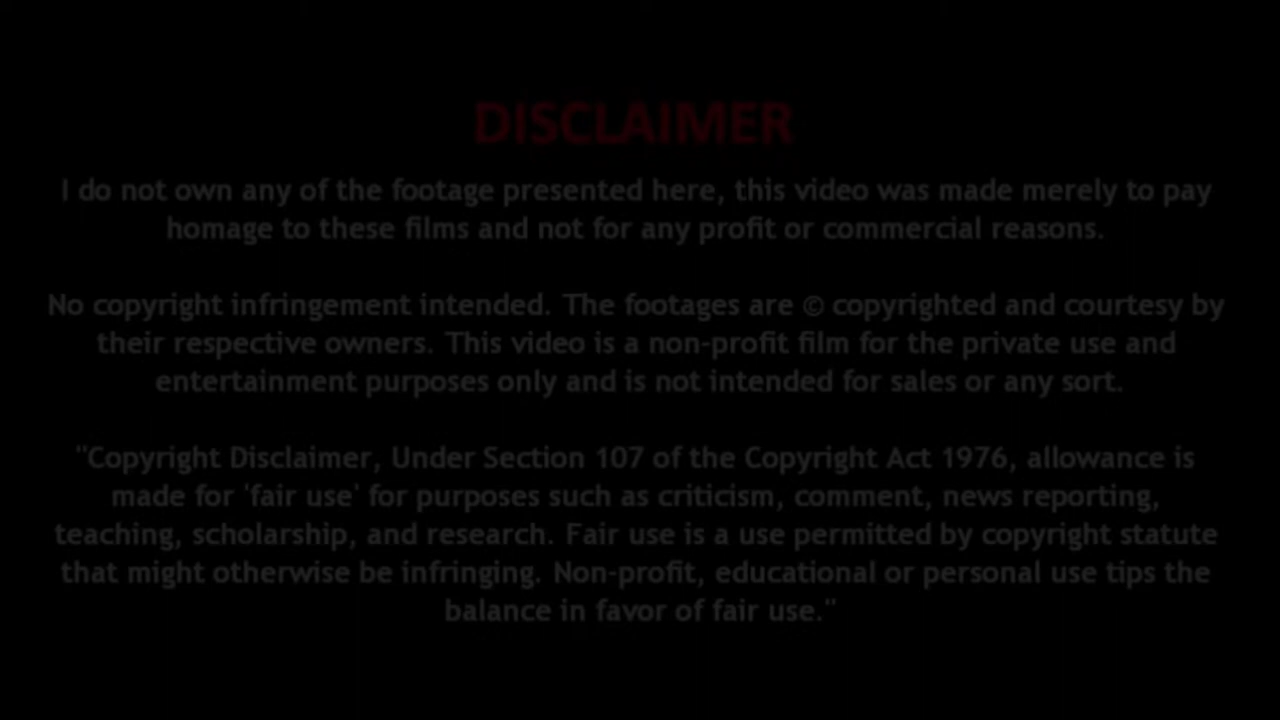 DISCLAIMER
I do not own any of the footage presented here, this video was made merely to pay
homage to these films and not for any profit or commercial reasons.
No copyright infringement intended. The footages are © copyrighted and courtesy by
their respective owners. This video is a non-profit film for the private use and
entertainment purposes only and is not intended for sales or any sort.
"Copyright Disclaimer, Under Section 107 of the Copyright Act 1976, allowance is
made for 'fair use' for purposes such as criticism, comment, news reporting,
teaching, scholarship, and research. Fair use is a use permitted by copyright statute
that might otherwise be infringing. Non-profit, educational or personal use tips the
balance in favor of fair use."